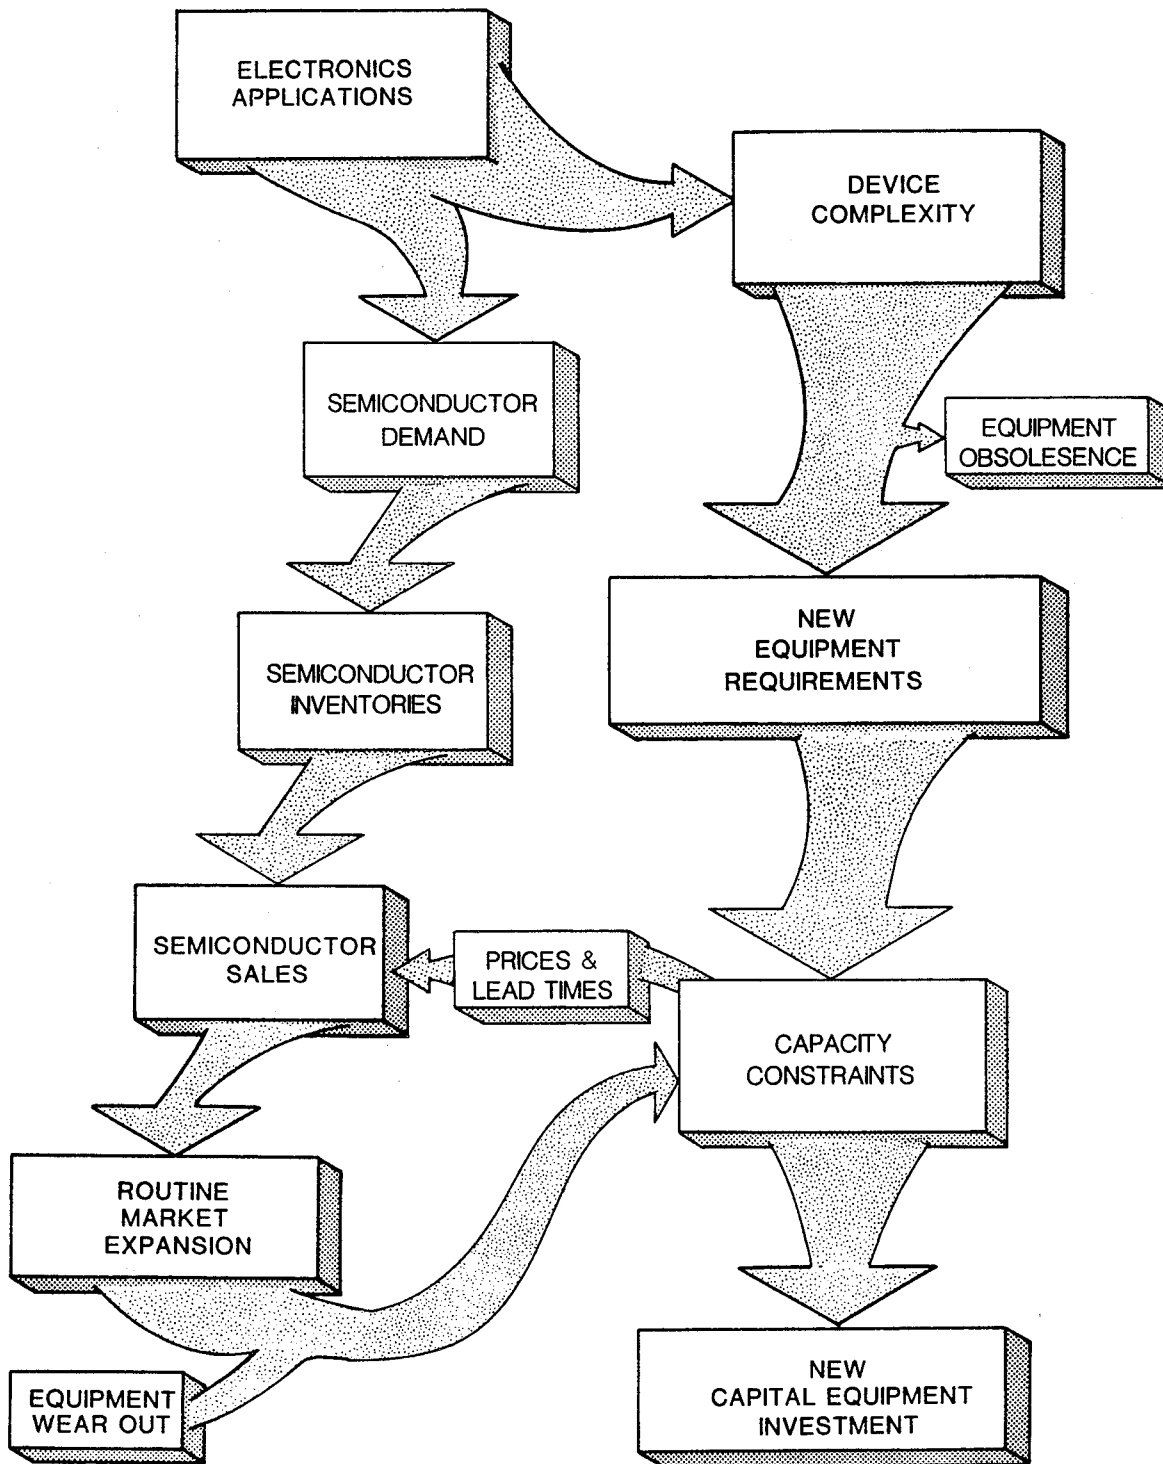 ELECTRONICS
APPLICATIONS
DEVICE
COMPLEXITY
SEMICONDUCTOR
DEMAND
EQUIPMENT
OBSOLESENCE
NEW
EQUIPMENT
REQUIREMENTS
SEMICONDUCTOR
INVENTORIES
SEMICONDUCTOR
SALES
PRICES &
LEAD TIMES
CAPACITY
CONSTRAINTS
ROUTINE
MARKET
EXPANSION
EQUIPMENT
WEAR OUT
NEW
CAPITAL EQUIPMENT
INVESTMENT